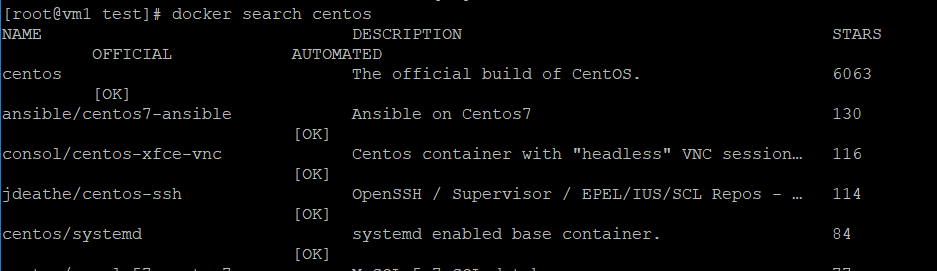 [root@vm1 test]# docker search centos
NAME DESCRIPTION STARS
OFFICIAL AUTOMATED
centos The official build of CentOS. 6063
[OK]
ansible/centos7-ansible Ansible on Centos7 130
[OK]
consol/centos-xfce-vnc Centos container with "headless" VNC session… 116
[OK]
jdeathe/centos-ssh OpenSSH / Supervisor / EPEL/IUS/SCL Repos - … 114
[OK]
centos/systemd systemd enabled base container. 84
[OK]